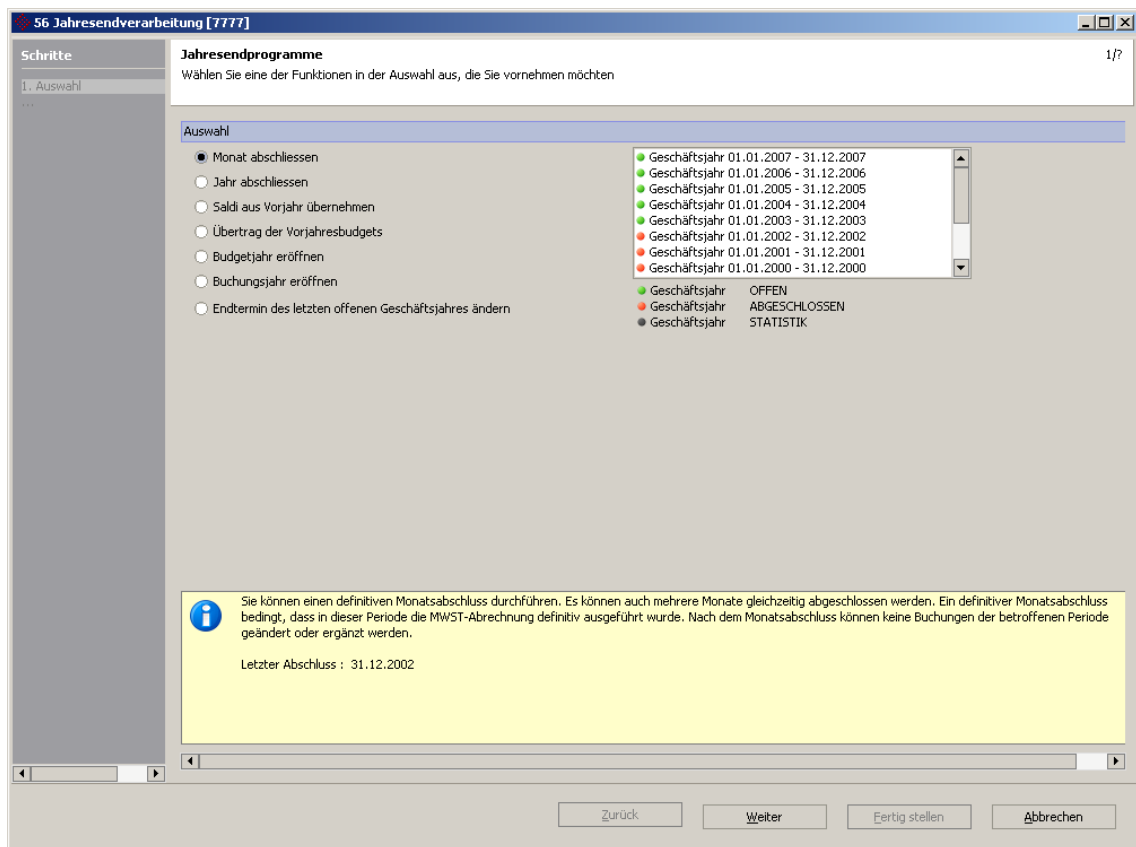 56 Jahresendverarbeitung [7777]
Schritte
1. Auswahl
...
Jahresendprogramme
1/?
Wählen Sie eine der Funktionen in der Auswahl aus, die Sie vornehmen möchten
Auswahl
Monat abschliessen
Jahr abschliessen
Saldi aus Vorjahr übernehmen
Übertrag der Vorjahresbudgets
Budgetjahr eröffnen
Buchungsjahr eröffnen
Endtermin des letzten offenen Geschäftsjahres ändern
Geschäftsjahr 01.01.2007 - 31.12.2007
Geschäftsjahr 01.01.2006 - 31.12.2006
Geschäftsjahr 01.01.2005 - 31.12.2005
Geschäftsjahr 01.01.2004 - 31.12.2004
Geschäftsjahr 01.01.2003 - 31.12.2003
Geschäftsjahr 01.01.2002 - 31.12.2002
Geschäftsjahr 01.01.2001 - 31.12.2001
Geschäftsjahr 01.01.2000 - 31.12.2000
Geschäftsjahr OFFEN
Geschäftsjahr ABGESCHLOSSEN
Geschäftsjahr STATISTIK
Sie können einen definitiven Monatsabschluss durchführen. Es können auch mehrere Monate gleichzeitig abgeschlossen werden. Ein definitiver Monatsabschluss
bedingt, dass in dieser Periode die MWST-Abrechnung definitiv ausgeführt wurde. Nach dem Monatsabschluss können keine Buchungen der betroffenen Periode
geändert oder ergänzt werden.
Letzter Abschluss : 31.12.2002
Zurück
Weiter
Fertig stellen
Abbrechen